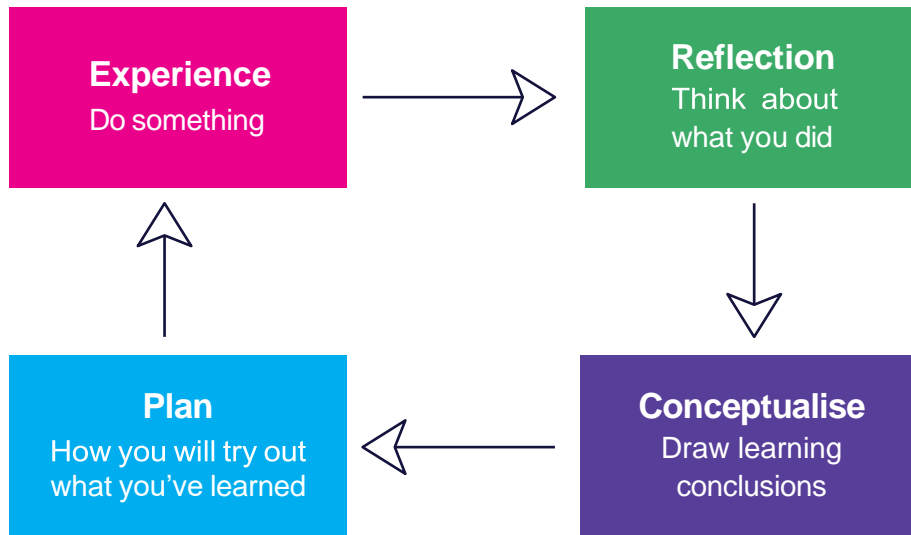 Experience
Do something
Reflection
Think about
what you did
Plan
How you will try out
what you’ve learned
Conceptualise
Draw learning
conclusions